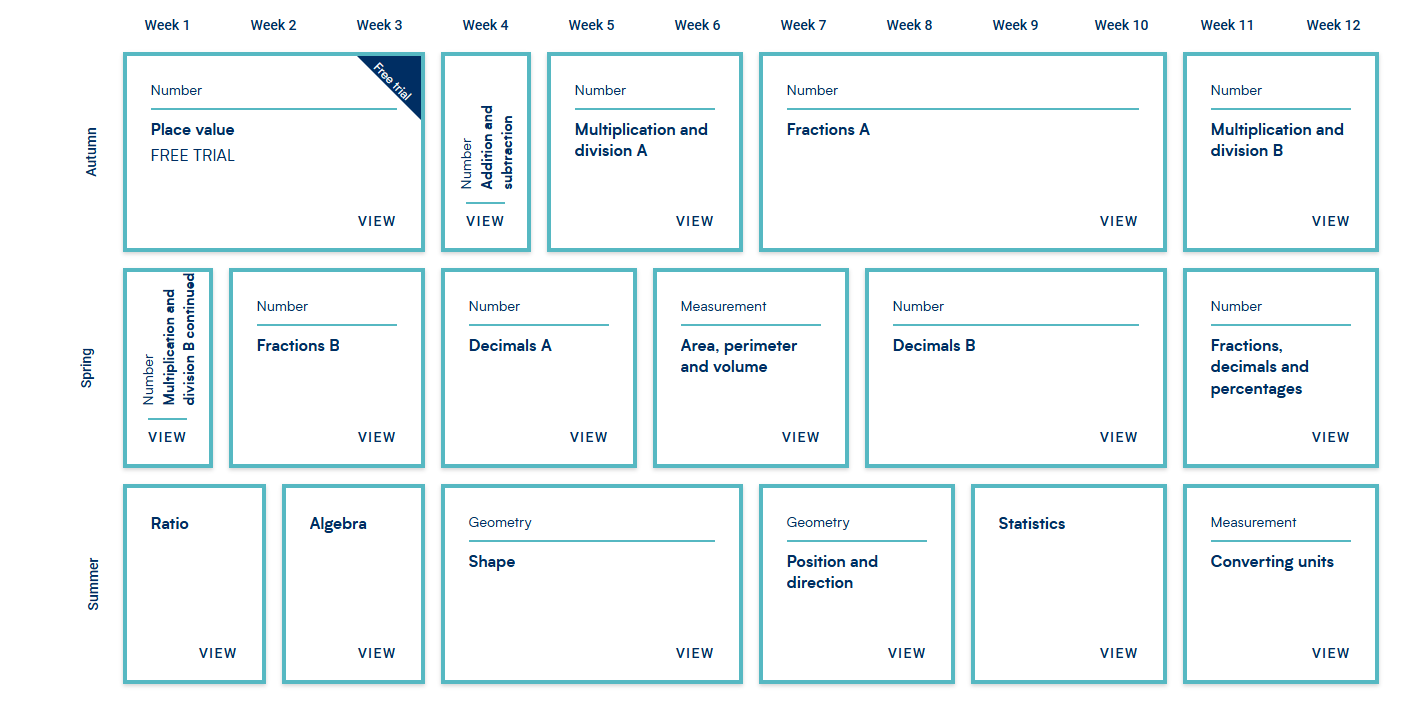 Week 1
Week 2
Week 3
Week 4
Week 5
Week 6
Week 7
Week 8
Week 9
Week 10
Week 11
Week 12
Autumn
Number
Place value
FREE TRIAL
Free trial
VIEW
Number
Addition and
subtraction
VIEW
Number
Multiplication and
division A
VIEW
Number
Fractions A
VIEW
Number
Multiplication and
division B
VIEW
Spring
Number
Multiplication and
division B continued
VIEW
Number
Fractions B
VIEW
Number
Decimals A
VIEW
Measurement
Area, perimeter
and volume
VIEW
Number
Decimals B
VIEW
Number
Fractions,
decimals and
percentages
VIEW
Summer
Ratio
VIEW
Algebra
VIEW
Geometry
Shape
VIEW
Geometry
Position and
direction
VIEW
Statistics
VIEW
Measurement
Converting units
VIEW